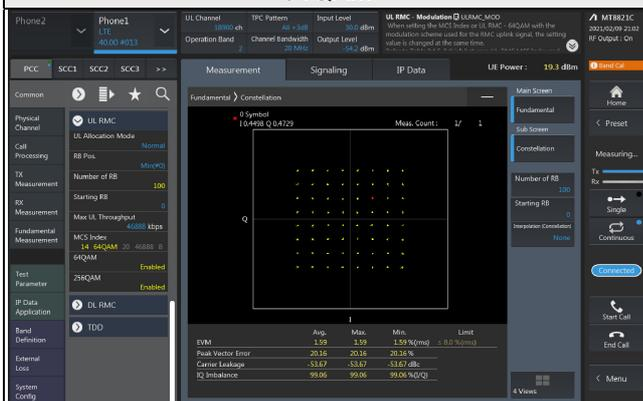 Phone2
Phone1
LTE
40.00 #013
UL Channel
18900 ch
TPC Pattern
All +3dB
Input Level
30.0 dBm
Operation Band
2
Channel Bandwidth
20 MHz
Output Level
-54.2 dBm
UL RMC - Modulation ULRMC_MOD
When setting the MCS Index or UL RMC - 64QAM with the
modulation scheme used for the RMC uplink signal, the setting
value is changed at the same time.
MT8821C
2021/02/09 21:02
RF Output : On
PCC
SCC1
SCC2
SCC3
>>
Measurement
Signaling
IP Data
UE Power :
19.3 dBm
Band Cal
Common
Home
Preset
Measuring...
Tx
Rx
Single
Continuous
Connected
Start Call
End Call
Menu
Physical
Channel
Call
Processing
TX
Measurement
RX
Measurement
Fundamental
Measurement
Test
Parameter
IP Data
Application
Band
Definition
External
Loss
System
Config
UL RMC
UL Allocation Mode
Normal
RB Pos.
Min(#0)
Number of RB
100
Starting RB
0
Max UL Throughput
46888 kbps
MCS Index
14 64QAM 20 46888 B
64QAM
Enabled
256QAM
Enabled
DL RMC
TDD
Fundamental > Constellation
0 Symbol
I 0.4498 Q 0.4729
Meas. Count :
1/
1
Q
I
Avg.
Max.
Min.
Limit
EVM
1.59
1.59
1.59 %(rms)
≤ 8.0 %(rms)
Peak Vector Error
20.16
20.16
20.16 %
Carrier Leakage
-53.67
-53.67
-53.67 dBc
IQ Imbalance
99.06
99.06
99.06 %(I/Q)
Main Screen
Fundamental
Sub Screen
Constellation
Number of RB
100
Starting RB
0
Interpolation (Constellation)
None
4 Views